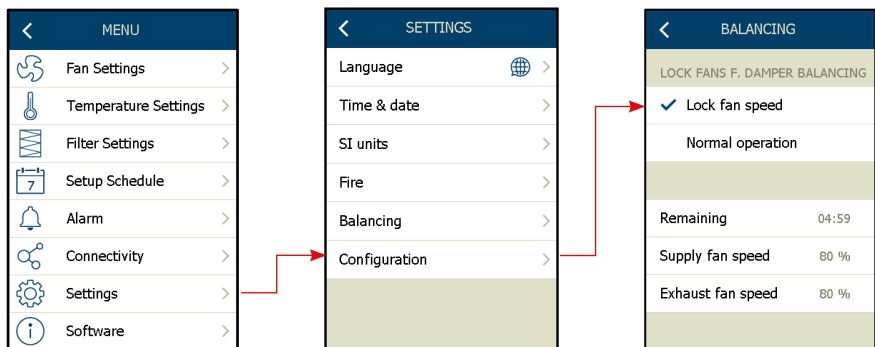 MENU
Fan Settings
Temperature Settings
Filter Settings
7
Setup Schedule
Alarm
Connectivity
Settings
i
Software
SETTINGS
Language
Time & date
SI units
Fire
Balancing
Configuration
BALANCING
LOCK FANS F. DAMPER BALANCING
Lock fan speed
Normal operation
Remaining 04:59
Supply fan speed 80 %
Exhaust fan speed 80 %